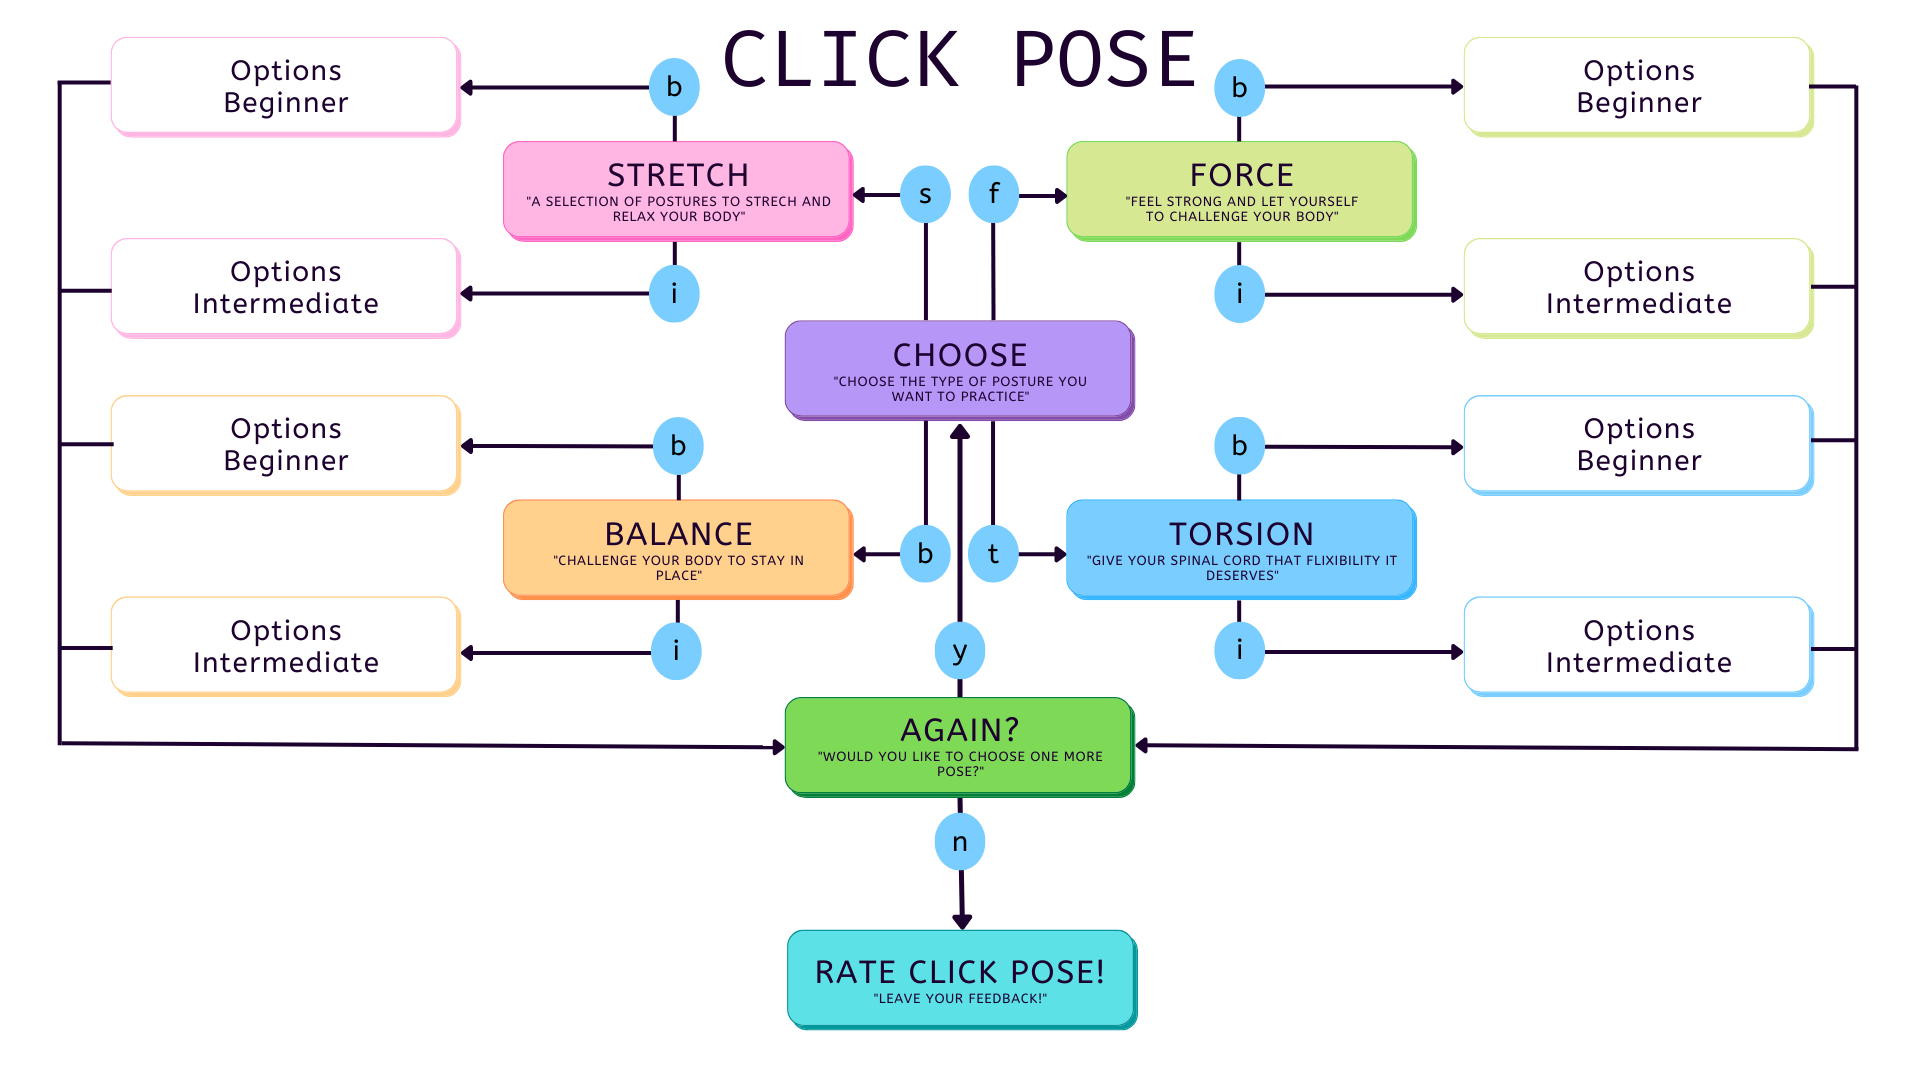 CLICK POSE
Options
Beginner
b
b
Options
Beginner
STRETCH
"A SELECTION OF POSTURES TO STRECH AND
RELAX YOUR BODY"
s
f
FORCE
"FEEL STRONG AND LET YOURSELF
TO CHALLENGE YOUR BODY"
Options
Intermediate
i
i
Options
Intermediate
CHOOSE
"CHOOSE THE TYPE OF POSTURE YOU
WANT TO PRACTICE"
Options
Beginner
b
b
Options
Beginner
BALANCE
"CHALLENGE YOUR BODY TO STAY IN
PLACE"
b
t
TORSION
"GIVE YOUR SPINAL CORD THAT FLIXIBILITY IT
DESERVES"
Options
Intermediate
i
y
i
Options
Intermediate
AGAIN?
"WOULD YOU LIKE TO CHOOSE ONE MORE
POSE?"
n
RATE CLICK POSE!
"LEAVE YOUR FEEDBACK!"